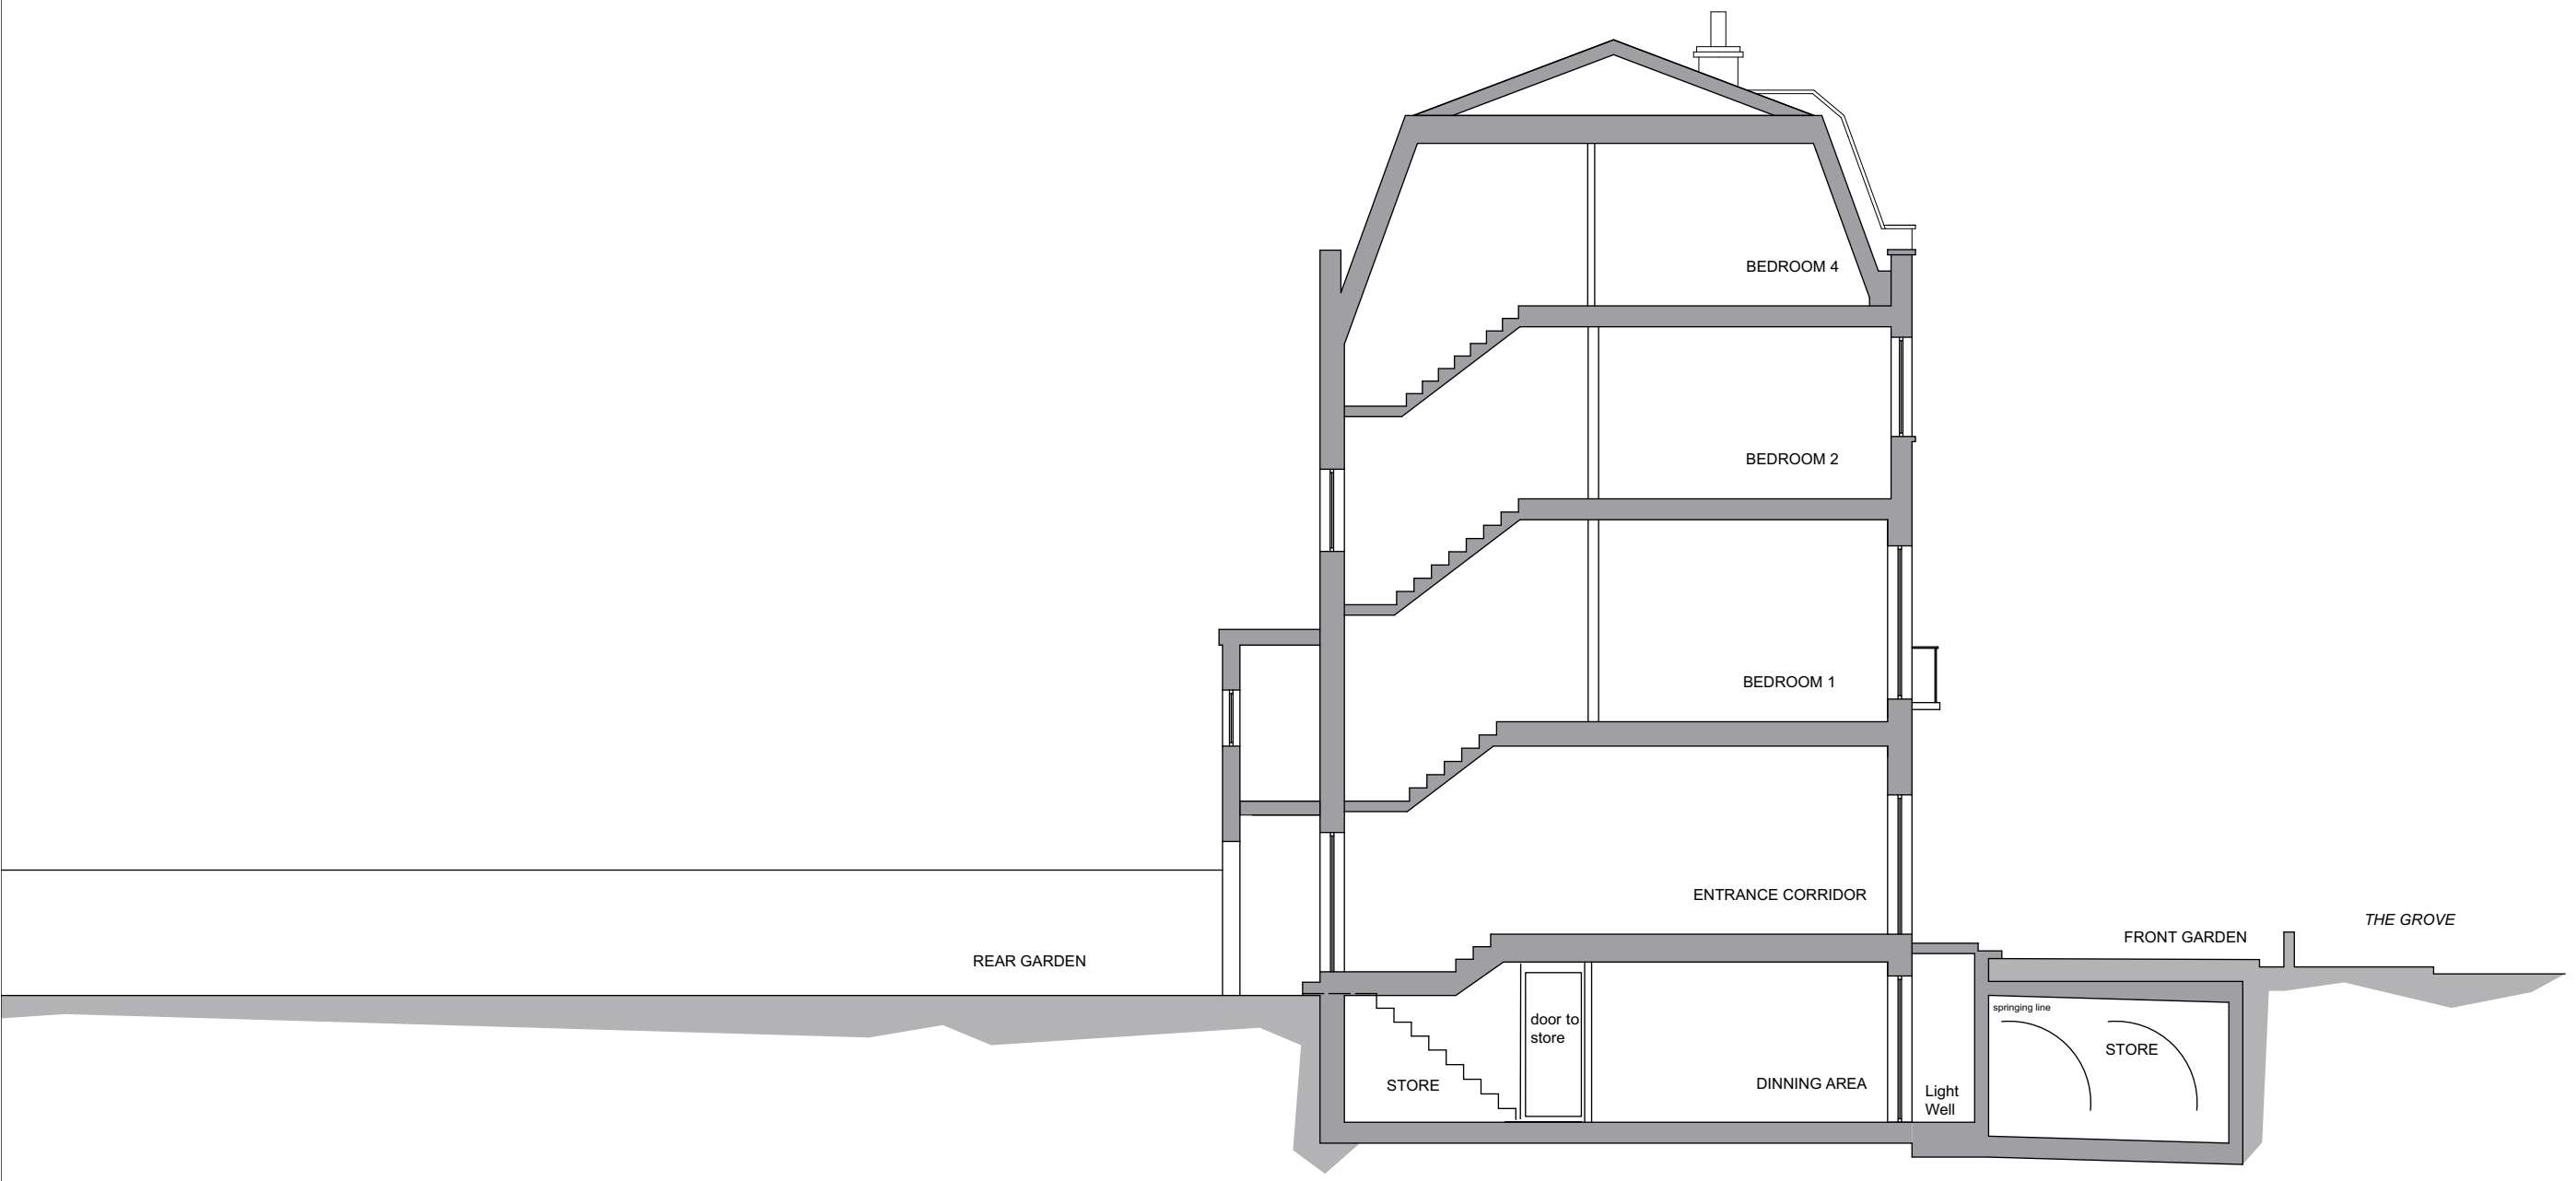 BEDROOM 4
BEDROOM 2
BEDROOM 1
ENTRANCE CORRIDOR
THE GROVE
FRONT GARDEN
REAR GARDEN
springing line
door to
store
STORE
STORE
DINNING AREA
Light
Well